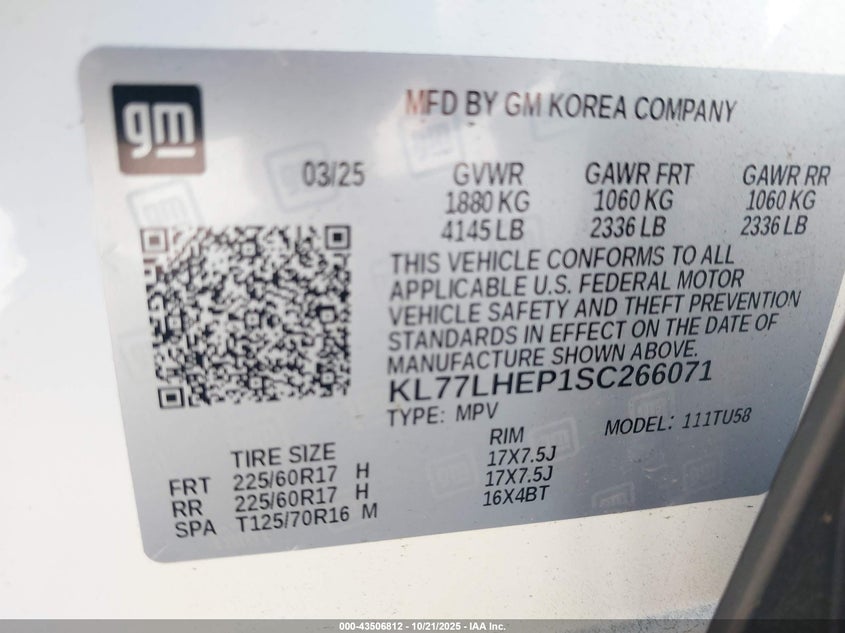 gm
MFD BY GM KOREA COMPANY
03/25 GVWR GAWR FRT GAWR RR
1880 KG 1060 KG 1060 KG
4145 LB 2336 LB 2336 LB
THIS VEHICLE CONFORMS TO ALL
APPLICABLE U.S. FEDERAL MOTOR
VEHICLE SAFETY AND THEFT PREVENTION
STANDARDS IN EFFECT ON THE DATE OF
MANUFACTURE SHOWN ABOVE.
KL77LHEP1SC266071
TYPE: MPV MODEL: 111TU58
TIRE SIZE RIM
FRT 225/60R17 H 17X7.5J
RR 225/60R17 H 17X7.5J
SPA T125/70R16 M 16X4BT
000-43506812 - 10/21/2025 - IAA Inc.